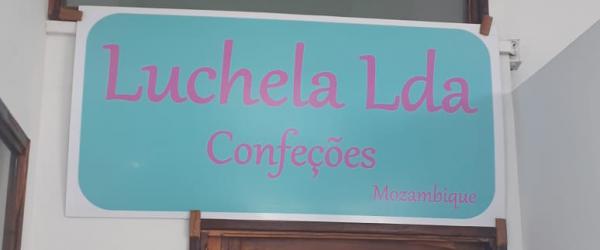 Luchela Lda
Confeções
Mozambique